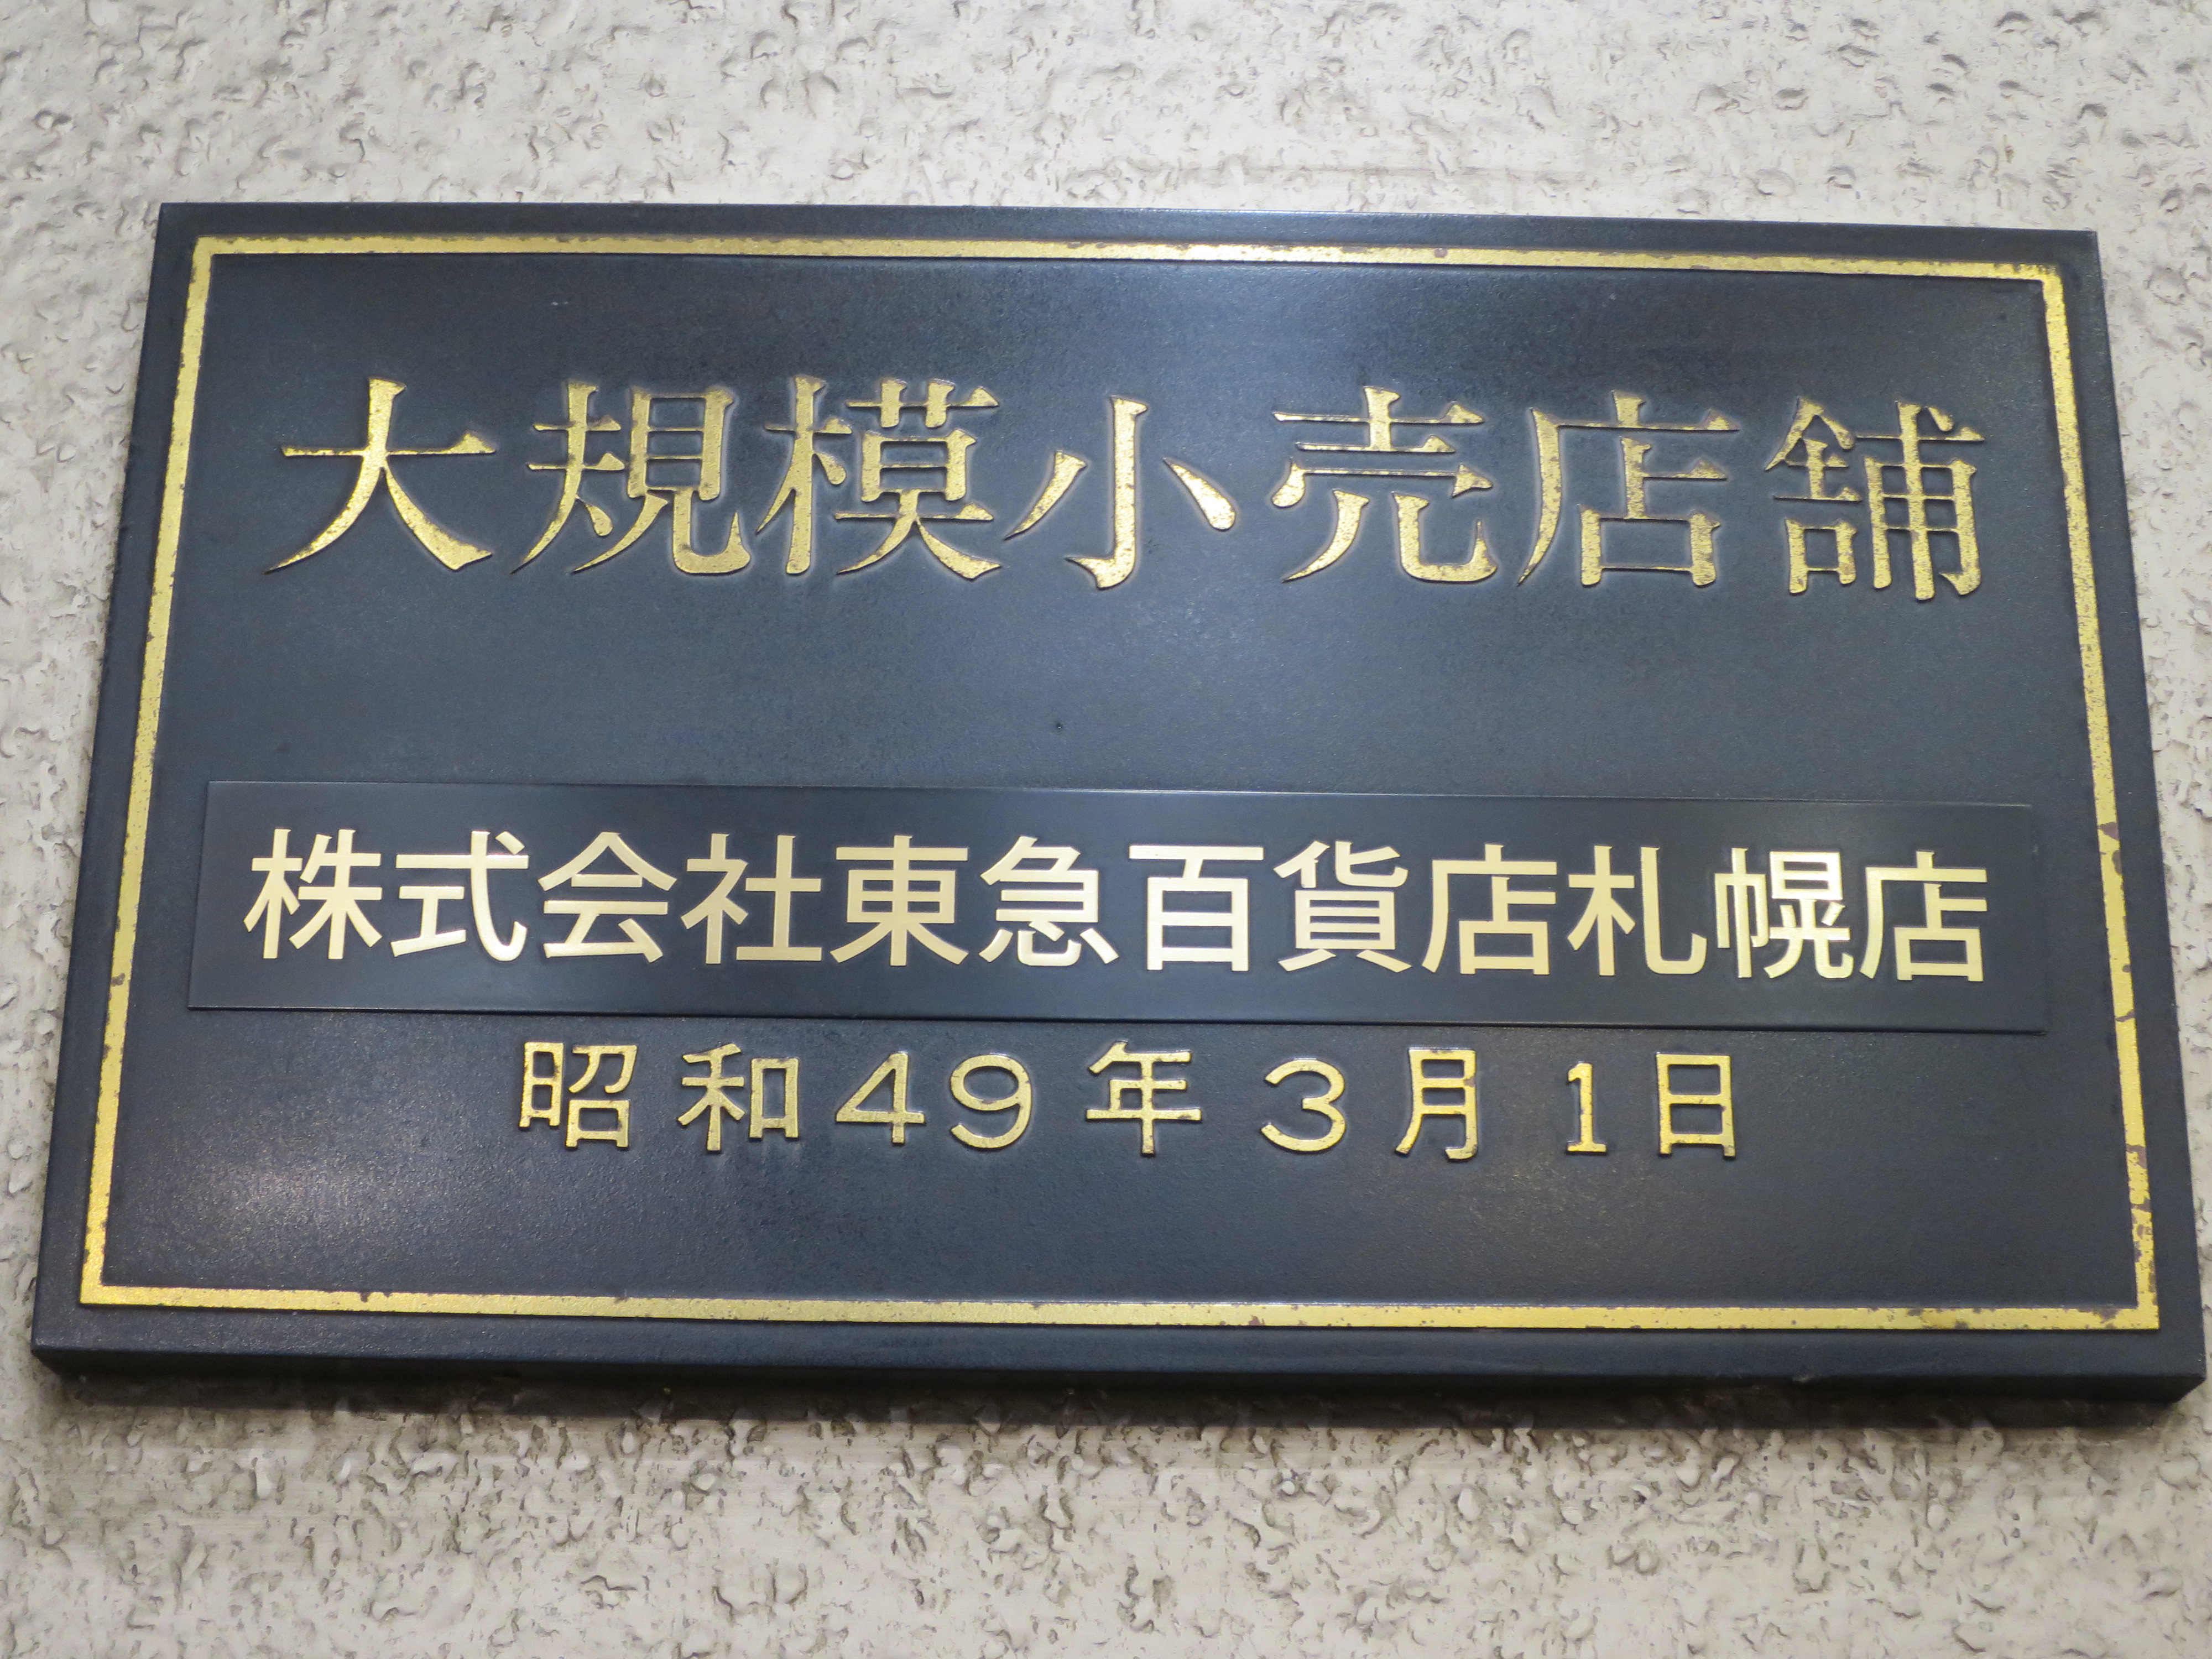 大規模小売店舗
株式会社東急百貨店札幌店
昭和49年3月1日